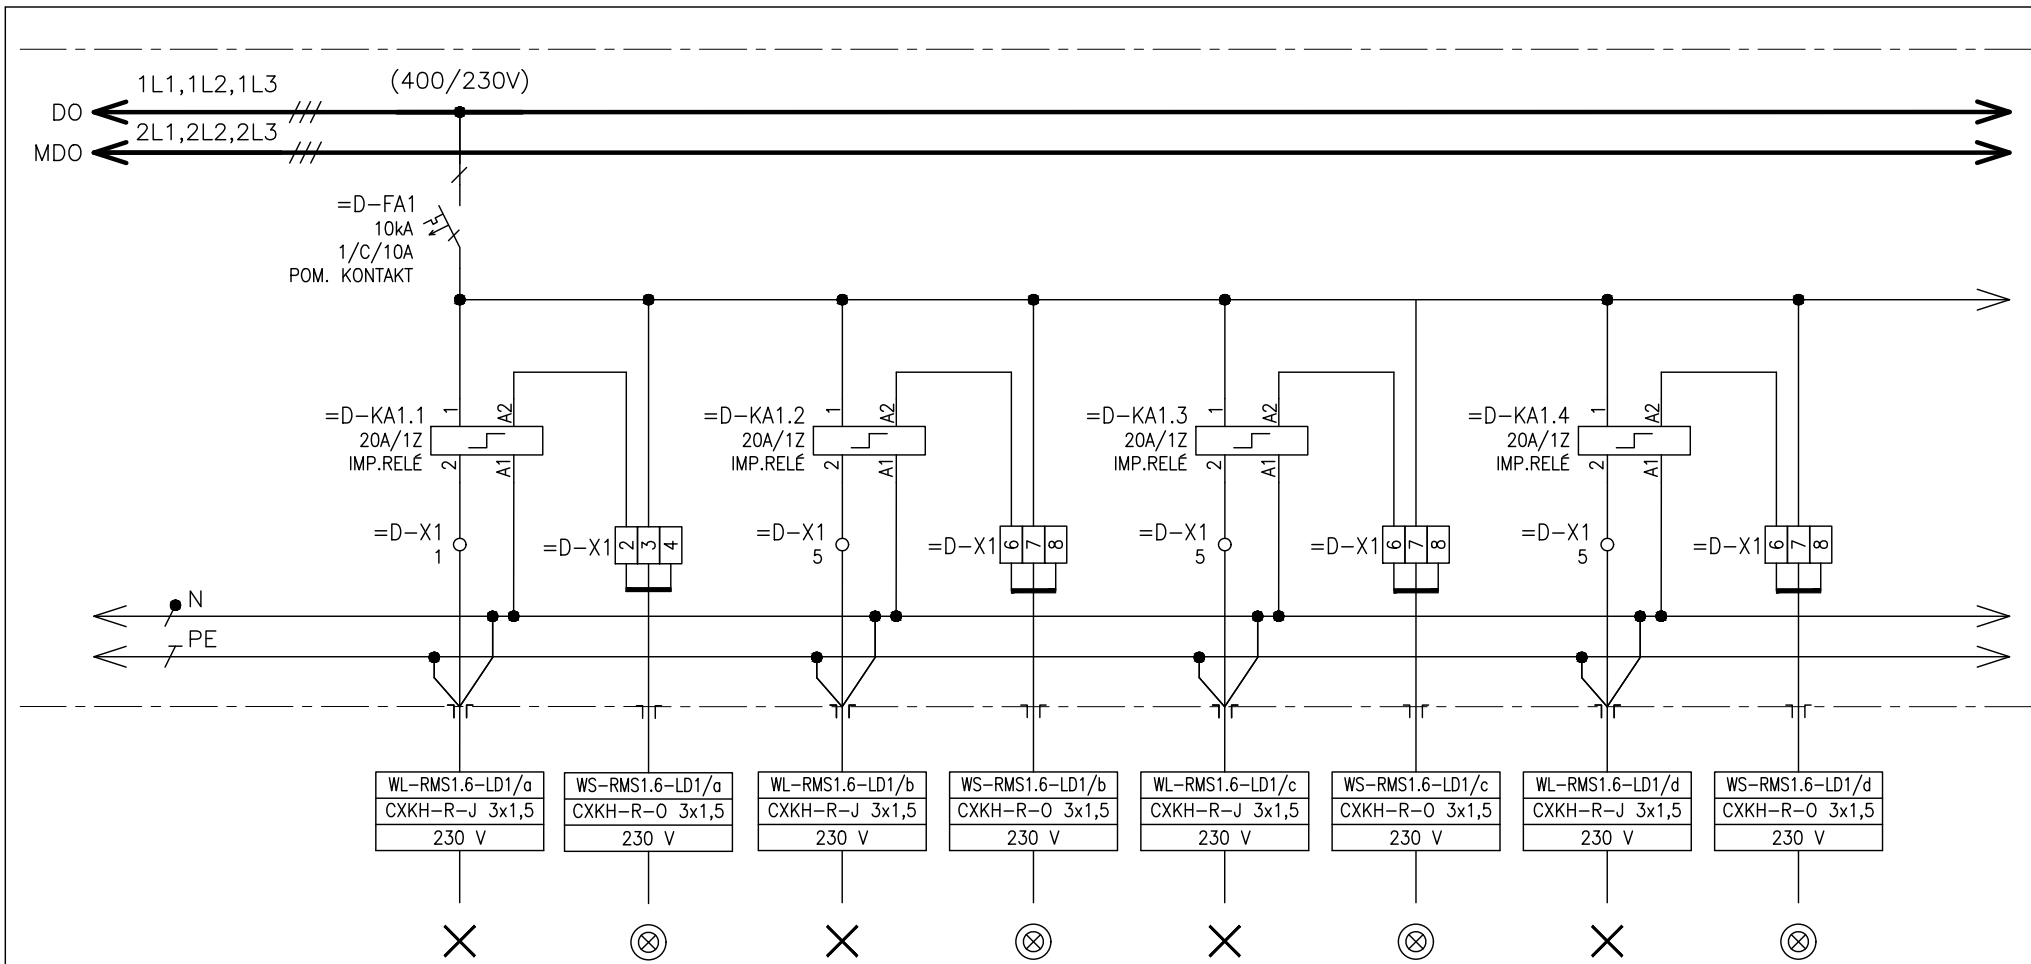 1L1,1L2,1L3
(400/230V)
DO
2L1,2L2,2L3
MDO
=D-FA1
10kA
1/C/10A
POM. KONTAKT
=D-KA1.1
20A/1Z
IMP.RELÉ
1
A2
2
A1
=D-KA1.2
20A/1Z
IMP.RELÉ
1
A2
2
A1
=D-KA1.3
20A/1Z
IMP.RELÉ
1
A2
2
A1
=D-KA1.4
20A/1Z
IMP.RELÉ
1
A2
2
A1
=D-X1
1
=D-X1 2 3 4
=D-X1
5
=D-X1 6 7 8
=D-X1
5
=D-X1 6 7 8
=D-X1
5
=D-X1 6 7 8
N
PE
WL-RMS1.6-LD1/a
CXKH-R-J 3x1,5
230 V
WS-RMS1.6-LD1/a
CXKH-R-O 3x1,5
230 V
WL-RMS1.6-LD1/b
CXKH-R-J 3x1,5
230 V
WS-RMS1.6-LD1/b
CXKH-R-O 3x1,5
230 V
WL-RMS1.6-LD1/c
CXKH-R-J 3x1,5
230 V
WS-RMS1.6-LD1/c
CXKH-R-O 3x1,5
230 V
WL-RMS1.6-LD1/d
CXKH-R-J 3x1,5
230 V
WS-RMS1.6-LD1/d
CXKH-R-O 3x1,5
230 V